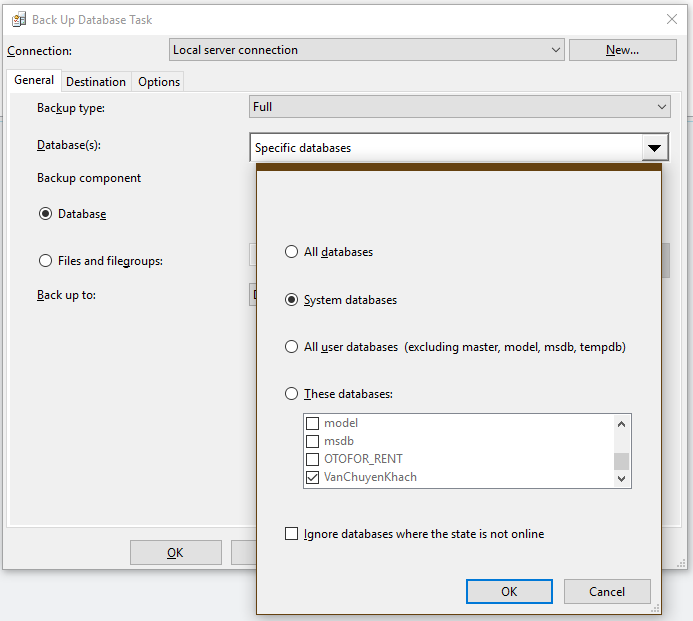 Back Up Database Task
Connection:
Local server connection
New...
General
Destination
Options
Backup type:
Full
Database(s):
Specific databases
Backup component
Database
Files and filegroups:
Back up to:
All databases
System databases
All user databases (excluding master, model, msdb, tempdb)
These databases:
model
msdb
OTOFOR_RENT
VanChuyenKhach
Ignore databases where the state is not online
OK
OK
Cancel